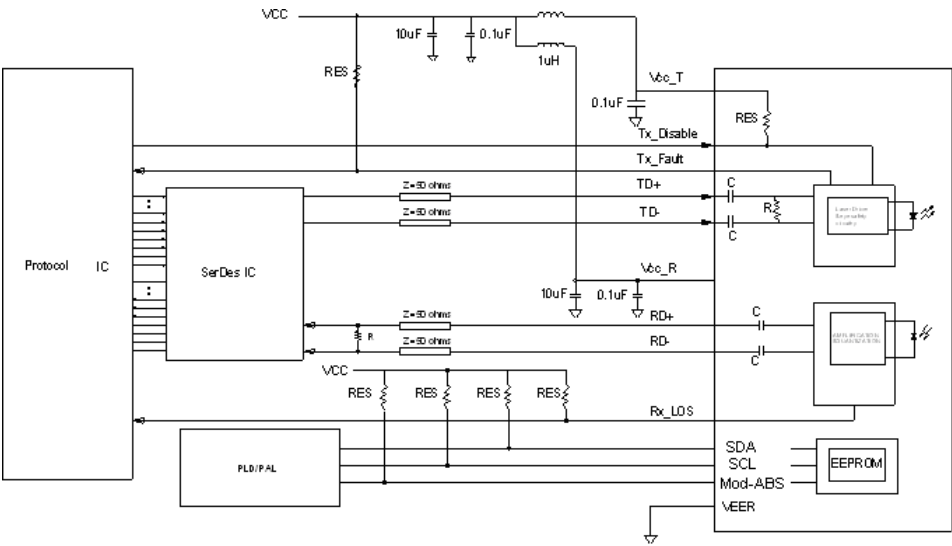 VCC
10uF
0.1uF
1uH
RES
Vcc_T
0.1uF
RES
Tx_Disable
Tx_Fault
Z=50 ohms
TD+
C
R
Z=50 ohms
TD-
C
Protocol IC
SerDes IC
Vcc_R
10uF
0.1uF
Z=50 ohms
RD+
C
R
Z=50 ohms
RD-
C
VCC
RES
RES
RES
RES
Rx_LOS
PLD/PAL
SDA
SCL
Mod-ABS
EEPROM
VEER